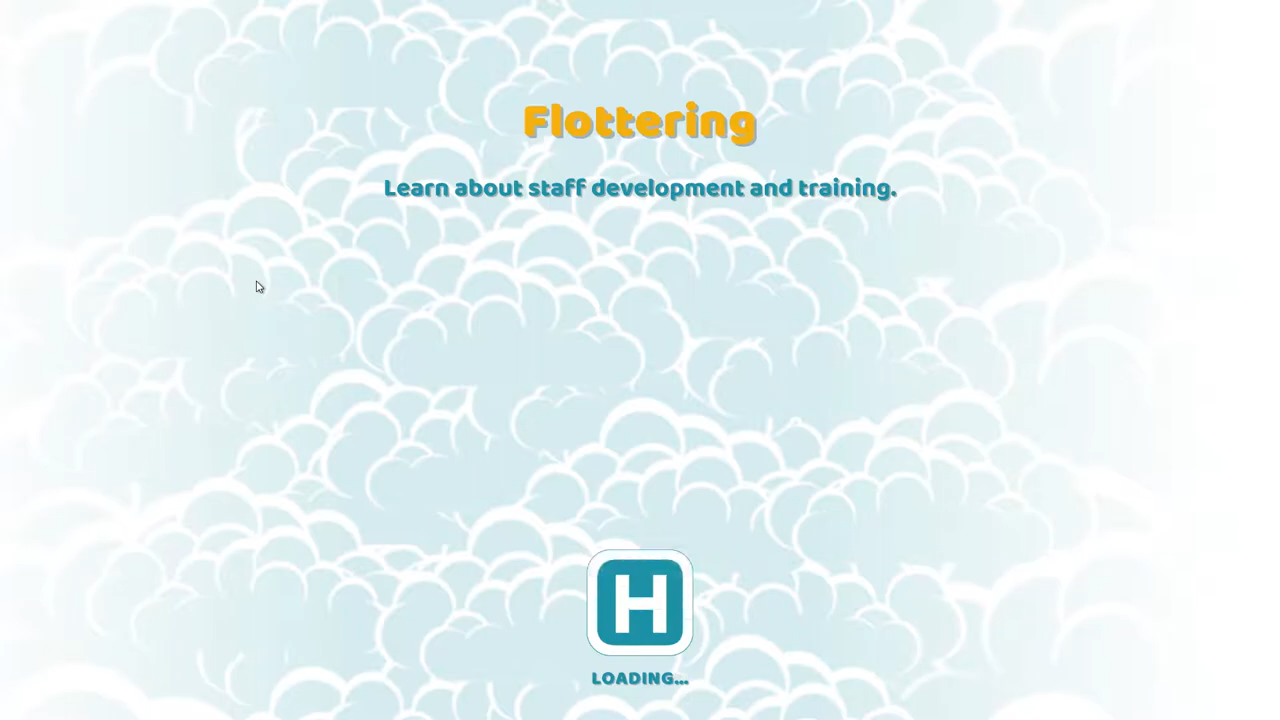 Flottering
Learn about staff development and training.
H
LOADING...